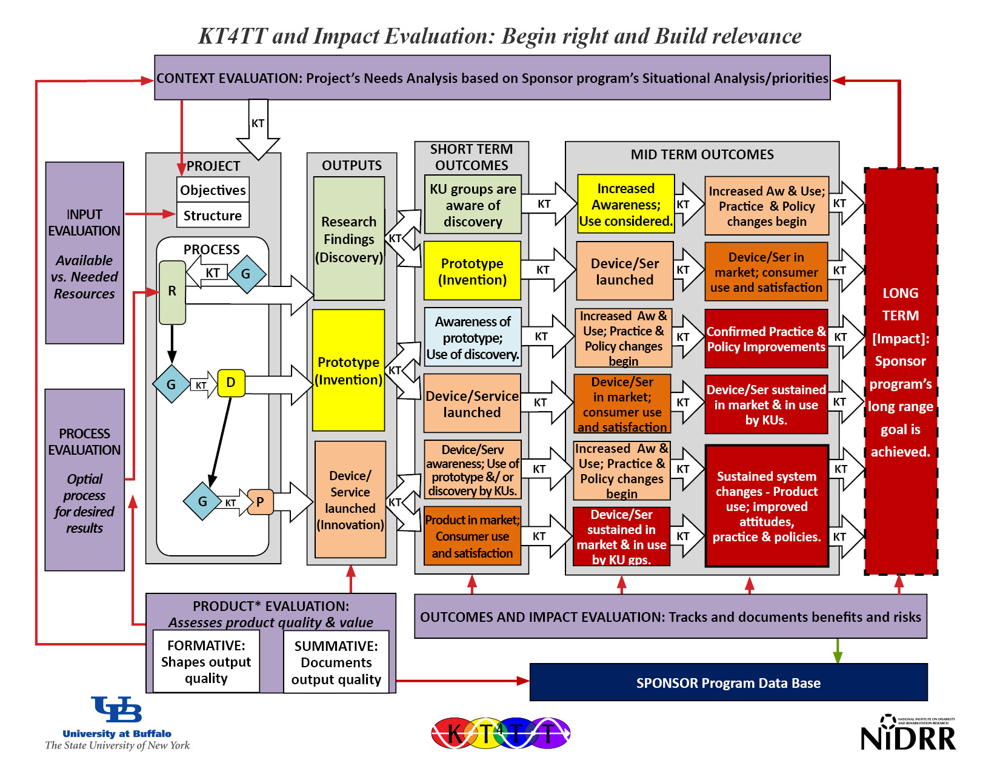 KT4TT and Impact Evaluation: Begin right and Build relevance
CONTEXT EVALUATION: Project's Needs Analysis based on Sponsor program's Situational Analysis/priorities
KT
INPUT
EVALUATION
Available
vs. Needed
Resources
PROCESS
EVALUATION
Optial
process
for desired
results
PROJECT
Objectives
Structure
PROCESS
R
KT
G
G
KT
D
G
KT
P
OUTPUTS
Research
Findings
(Discovery)
Prototype
(Invention)
Device/
Service
launched
(Innovation)
KT
KT
KT
SHORT TERM
OUTCOMES
KU groups are
aware of
discovery
Prototype
(Invention)
Awareness of
prototype;
Use of discovery.
Device/Service
launched
Device/Serv
awareness; Use of
prototype &/ or
discovery by KUs.
Product in market;
Consumer use
and satisfaction
KT
KT
KT
KT
KT
KT
MID TERM OUTCOMES
Increased
Awareness;
Use considered.
Device/Ser
launched
Increased Aw &
Use; Practice &
Policy changes
begin
Device/Ser
in market;
consumer use
and satisfaction
Increased Aw &
Use; Practice &
Policy changes
begin
Device/Ser
sustained in
market & in use
by KU gps.
KT
KT
KT
KT
KT
KT
Increased Aw & Use;
Practice & Policy
changes begin
Device/Ser in
market; consumer
use and satisfaction
Confirmed Practice &
Policy Improvements
Device/Ser sustained
in market & in use
by KUs.
Sustained system
changes - Product
use; improved
attitudes,
practice & policies.
KT
KT
KT
KT
KT
KT
LONG
TERM
[Impact]:
Sponsor
program's
long range
goal is
achieved.
PRODUCT* EVALUATION:
Assesses product quality & value
FORMATIVE:
Shapes output
quality
SUMMATIVE:
Documents
output quality
OUTCOMES AND IMPACT EVALUATION: Tracks and documents benefits and risks
SPONSOR Program Data Base
UB
University at Buffalo
The State University of New York
KT4TT
NATIONAL INSTITUTE ON DISABILITY
AND REHABILITATION RESEARCH
NiDRR